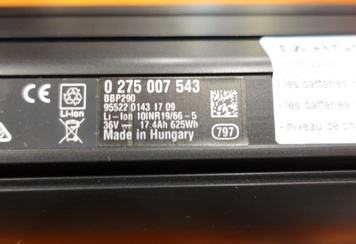 0 275 007 543
BBP290
95522 0143 17 09
Li-Ion 10INR19/66-5
36V 17.4Ah 625Wh
Made in Hungary
797
CE
Li-ion
- les batteries
- les batteries
- niveau de